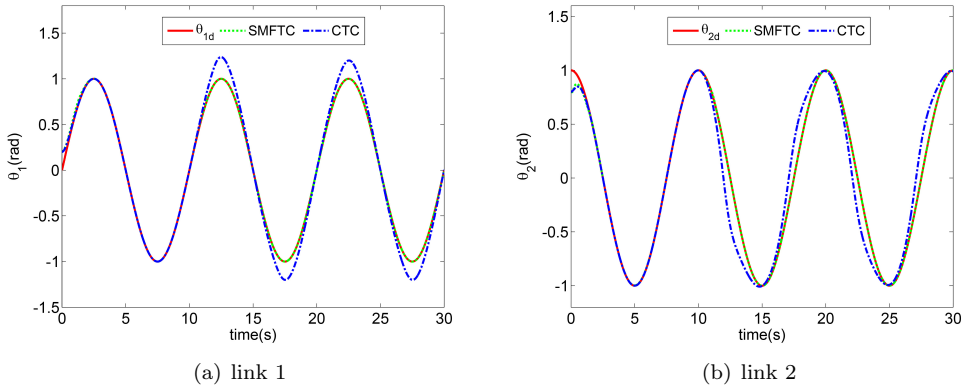 θ1d SMFTC CTC
1.5
1
0.5
0
-0.5
-1
-1.5
θ1(rad)
0 5 10 15 20 25 30
time(s)
(a) link 1
θ2d SMFTC CTC
1.5
1
0.5
0
-0.5
-1
θ2(rad)
0 5 10 15 20 25 30
time(s)
(b) link 2